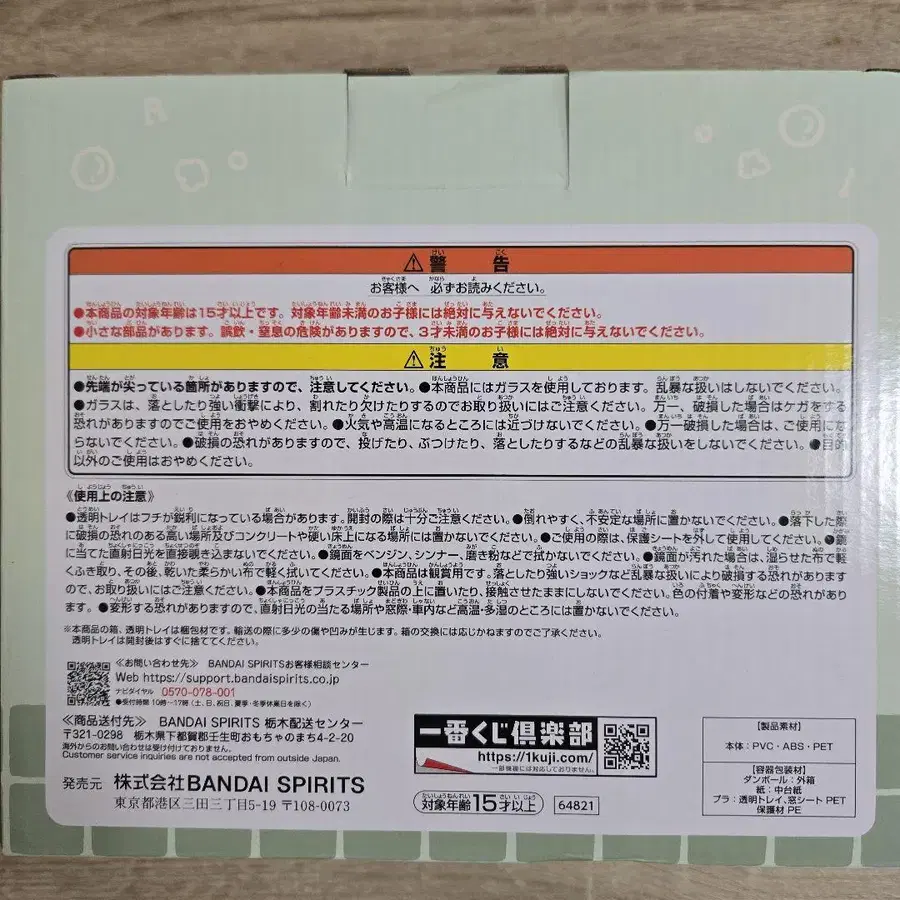 ⚠警 告
お客様へ 必ずお読みください。
●本商品の対象年齢は15才以上です。対象年齢未満のお子様には絶対に与えないでください。
●小さな部品があります。誤飲・窒息の危険がありますので、3才未満のお子様には絶対に与えないでください。
⚠注 意
●先端が尖っている箇所がありますので、注意してください。●本商品にはガラスを使用しております。乱暴な扱いはしないでください。
●ガラスは、落としたり強い衝撃により、割れたり欠けたりするのでお取り扱いにはご注意ください。万一、破損した場合はケガをする
恐れがありますのでご使用をおやめください。●火気や高温になるところには近づけないでください。●万一破損した場合は、ご使用にな
らないでください。●破損の恐れがありますので、投げたり、ぶつけたり、落としたりするなどの乱暴な扱いをしないでください。●目的
以外のご使用はおやめください。
《使用上の注意》
●透明トレイはフチが鋭利になっている場合があります。開封の際は十分ご注意ください。●倒れやすく、不安定な場所に置かないでください。●落下した際
に破損の恐れのある高い場所及びコンクリートや硬い床上になる場所には置かないでください。●ご使用の際は、保護シートを外して使用してください。●鏡
に当てた直射日光を直接覗き込まないでください。●鏡面をベンジン、シンナー、磨き粉などで拭かないでください。●鏡面が汚れた場合は、湿らせた布で軽
くふき取り、その後、乾いた柔らかい布で軽く拭いてください。●本商品は観賞用です。落としたり強いショックなど乱暴な扱いにより破損する恐れがあります
ので、お取り扱いにはご注意ください。●本商品をプラスチック製品の上に置いたり、接触させたままにしないでください。色の付着や変形などの恐れがあり
ます。●変形する恐れがありますので、直射日光の当たる場所や窓際・車内など高温・多湿のところには置かないでください。
※本商品の箱、透明トレイは梱包材です。輸送の際に多少の傷や凹みが生じます。箱の交換には応じかねますのでご了承ください。
透明トレイは開封後はすぐに捨ててください。
≪お問い合わせ先≫ BANDAI SPIRITSお客様相談センター
Web https://support.bandaispirits.co.jp
ナビダイヤル 0570-078-001
●受付時間 10時〜17時(土、日、祝日、夏季・冬季休業日を除く)
≪商品送付先≫ BANDAI SPIRITS 栃木配送センター
〒321-0298 栃木県下都賀郡壬生町おもちゃのまち4-2-20
海外からのお問い合わせは受け付けておりません。
Customer service inquiries are not accepted from outside Japan.
発売元 株式会社BANDAI SPIRITS
東京都港区三田三丁目5-19 〒108-0073
一番くじ倶楽部
https://1kuji.com/
一部機種には対応しておりません。
対象年齢15才以上
64821
【製品素材】
本体:PVC・ABS・PET
【容器包装材】
ダンボール:外箱
紙:中台紙
プラ:透明トレイ、窓シート PET
保護材 PE